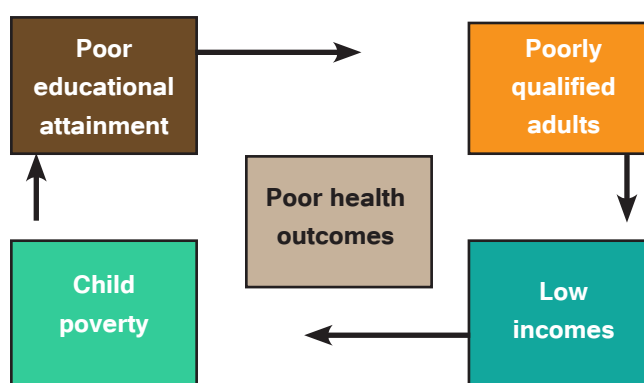 Poor
educational
attainment
Poorly
qualified
adults
Poor health
outcomes
Child
poverty
Low
incomes